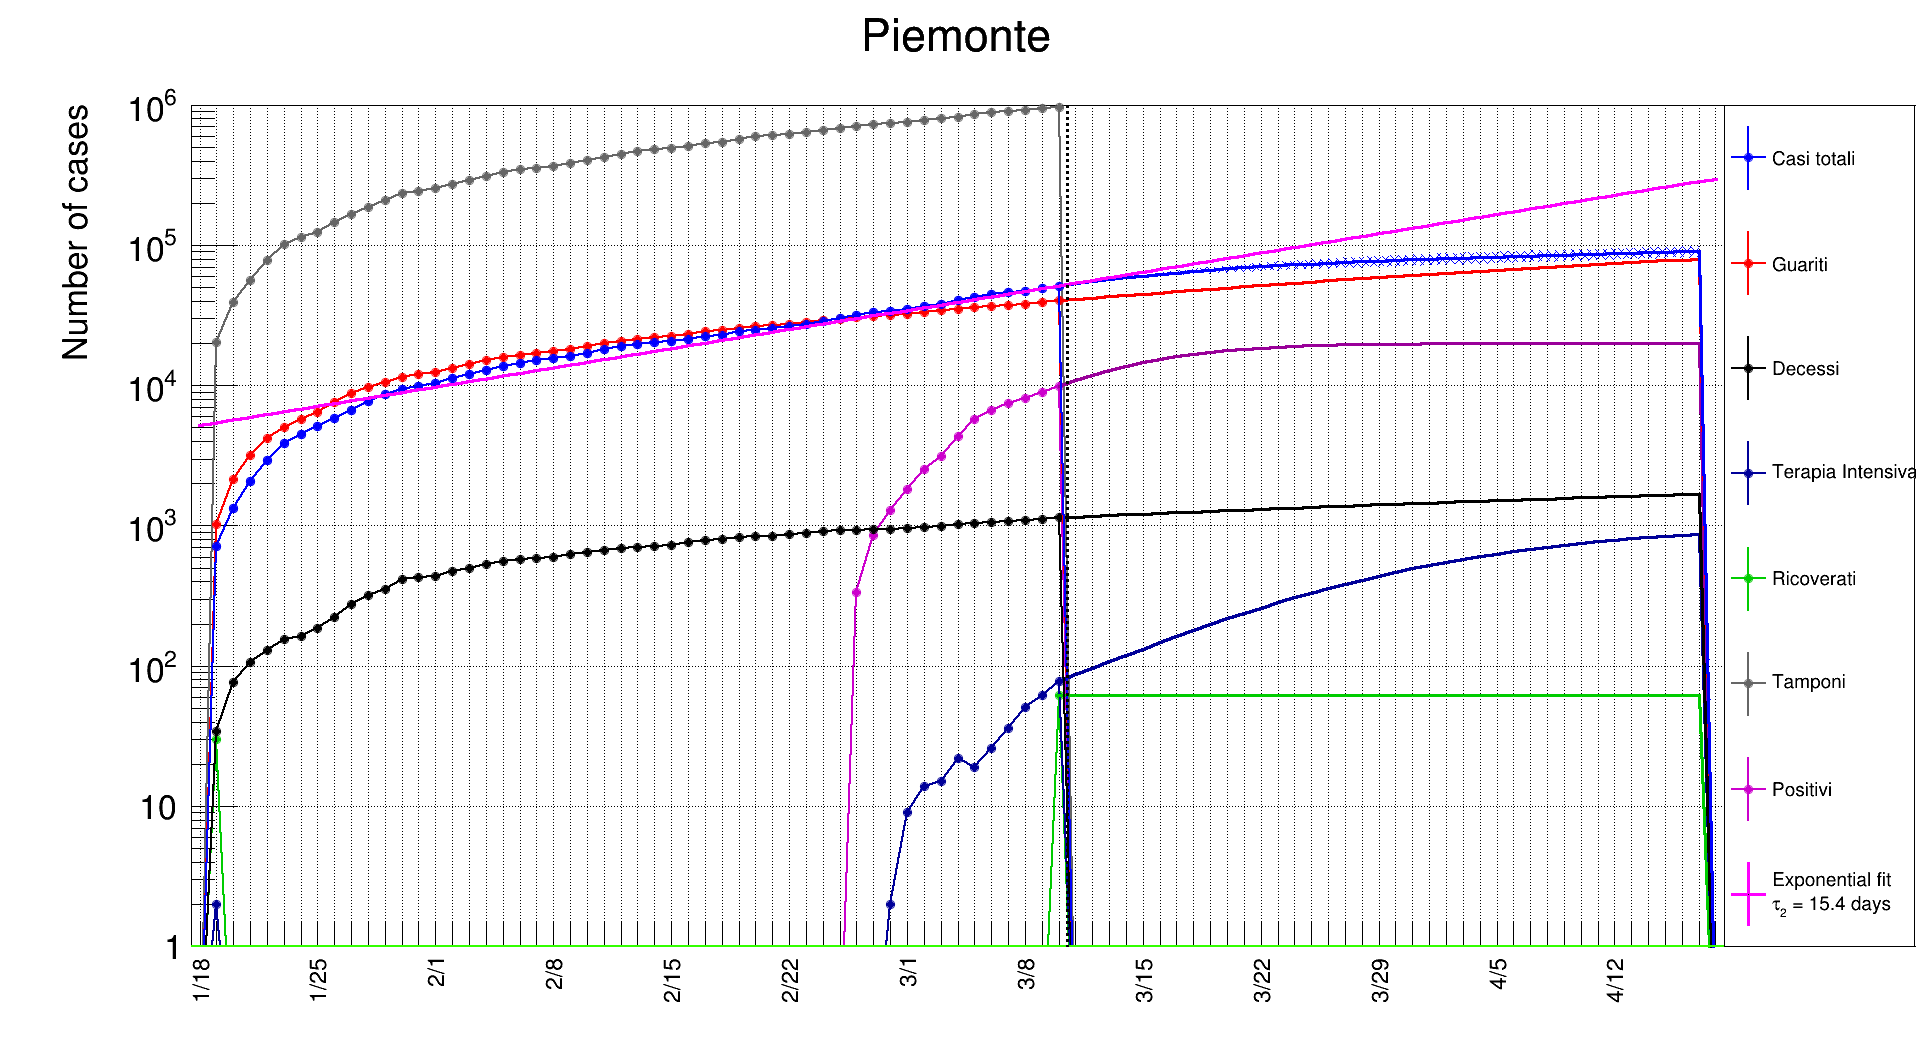 Piemonte
Number of cases
10^6
10^5
10^4
10^3
10^2
10
1
1/18
1/25
2/1
2/8
2/15
2/22
3/1
3/8
3/15
3/22
3/29
4/5
4/12
Casi totali
Guariti
Decessi
Terapia Intensiva
Ricoverati
Tamponi
Positivi
Exponential fit
τ₂ = 15.4 days